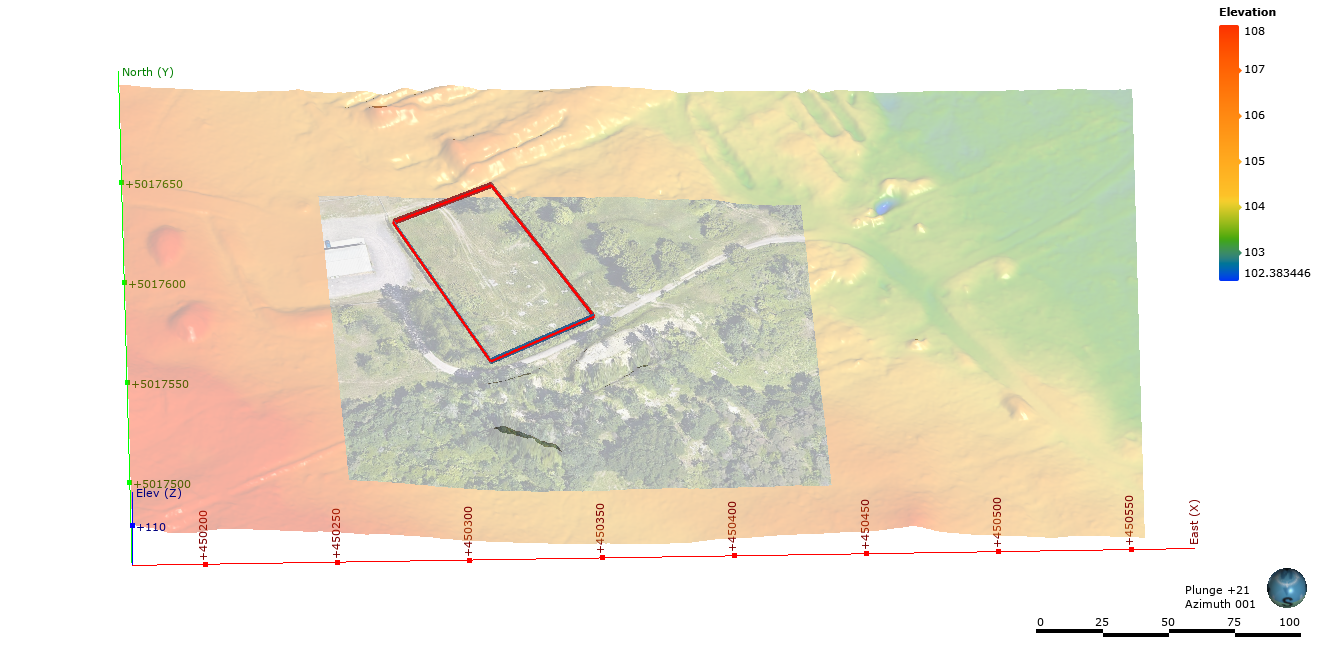 Elevation
108
107
106
105
104
103
102.383446
North (Y)
+5017650
+5017600
+5017550
+5017500
Elev (Z)
+110
+450200
+450250
+450300
+450350
+450400
+450450
+450500
+450550
East (X)
Plunge +21
Azimuth 001
S
0 25 50 75 100